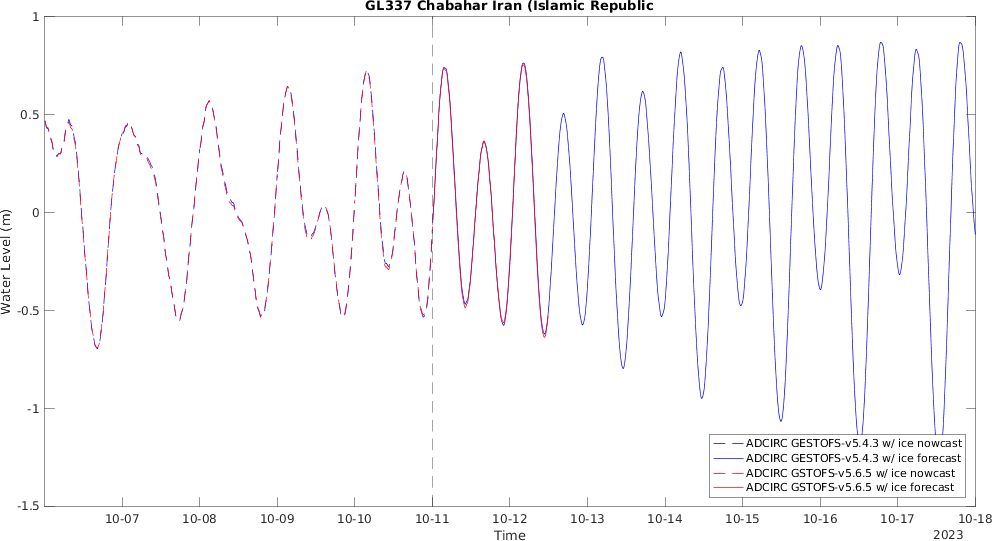 GL337 Chabahar Iran (Islamic Republic
1
0.5
0
-0.5
-1
-1.5
Water Level (m)
10-07 10-08 10-09 10-10 10-11 10-12 10-13 10-14 10-15 10-16 10-17 10-18
Time
2023
ADCIRC GESTOFS-v5.4.3 w/ ice nowcast
ADCIRC GESTOFS-v5.4.3 w/ ice forecast
ADCIRC GSTOFS-v5.6.5 w/ ice nowcast
ADCIRC GSTOFS-v5.6.5 w/ ice forecast